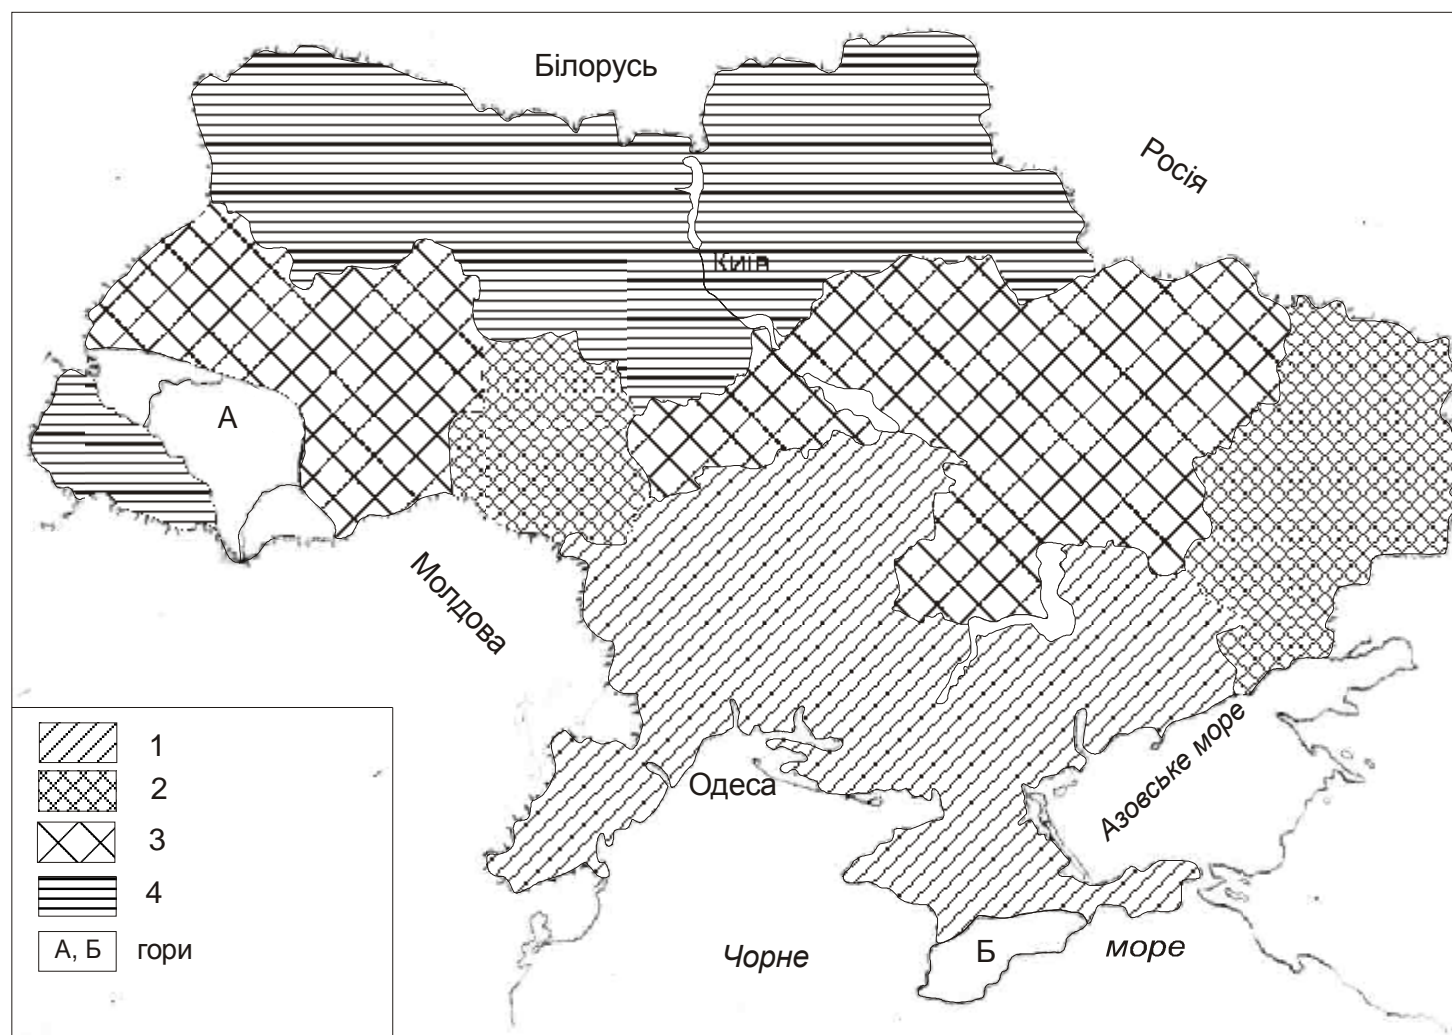 Білорусь
Росія
Київ
А
Молдова
Одеса
Азовське море
Чорне
море
Б
1
2
3
4
А, Б гори